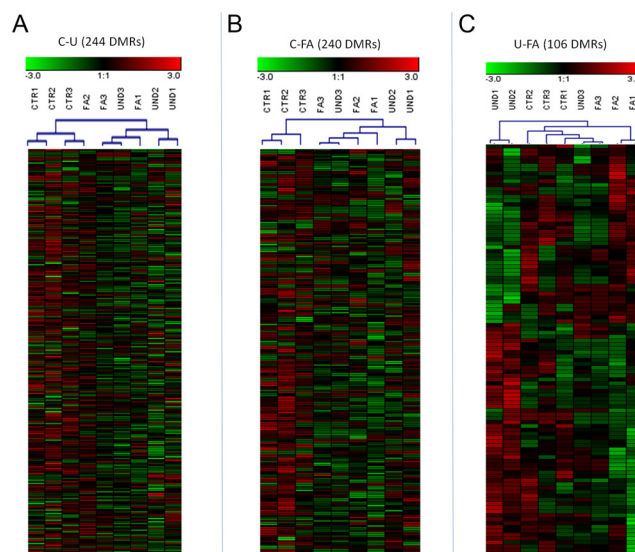 A
C-U (244 DMRs)
-3.0 1:1 3.0
CTR1 CTR2 CTR3 FA2 FA3 UND3 FA1 UND2 UND1
B
C-FA (240 DMRs)
-3.0 1:1 3.0
CTR1 CTR2 CTR3 FA3 UND3 FA2 FA1 UND2 UND1
C
U-FA (106 DMRs)
-3.0 1:1 3.0
UND1 UND2 CTR2 CTR3 CTR1 UND3 FA3 FA2 FA1